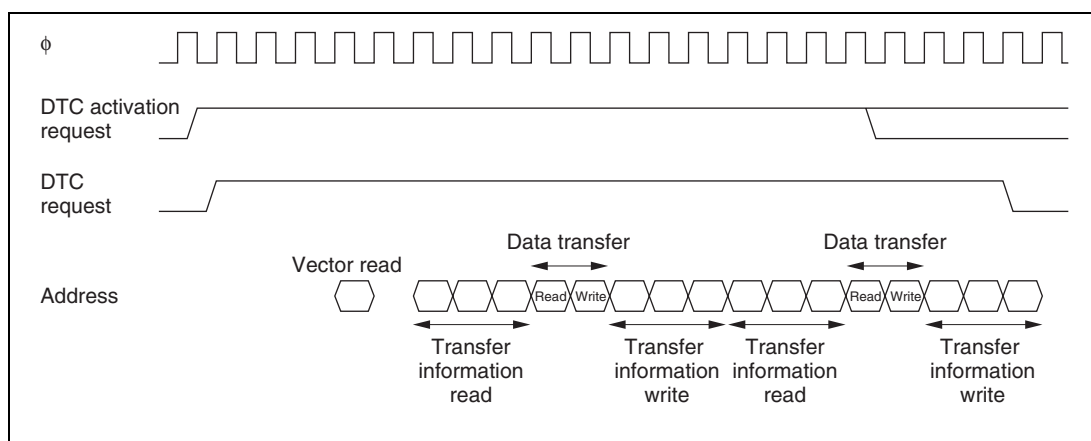 ϕ
DTC activation
request
DTC
request
Data transfer
Data transfer
Vector read
Address
Read
Write
Read
Write
Transfer
information
read
Transfer
information
write
Transfer
information
read
Transfer
information
write